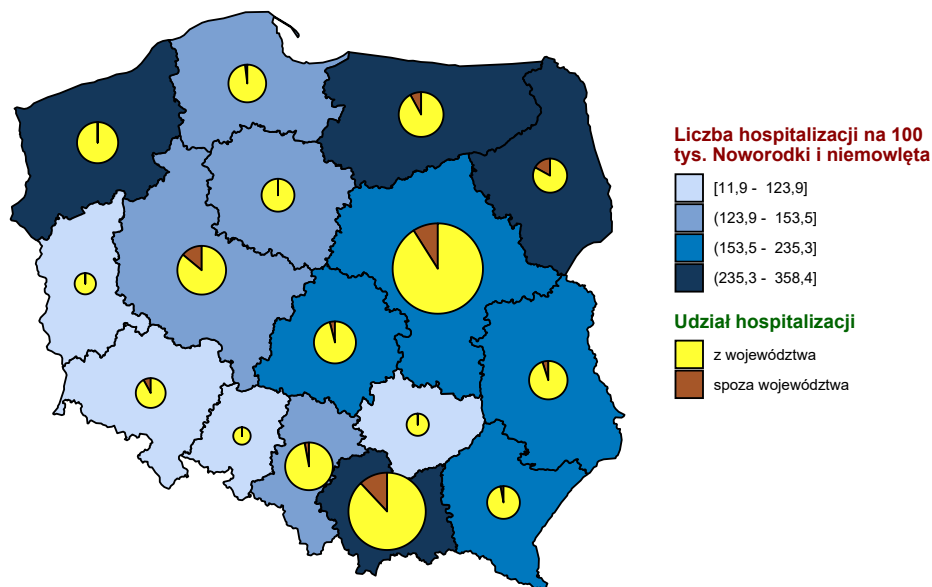 Liczba hospitalizacji na 100
tys. Noworodki i niemowlęta
[11,9 - 123,9]
(123,9 - 153,5]
(153,5 - 235,3]
(235,3 - 358,4]
Udział hospitalizacji
z województwa
spoza województwa